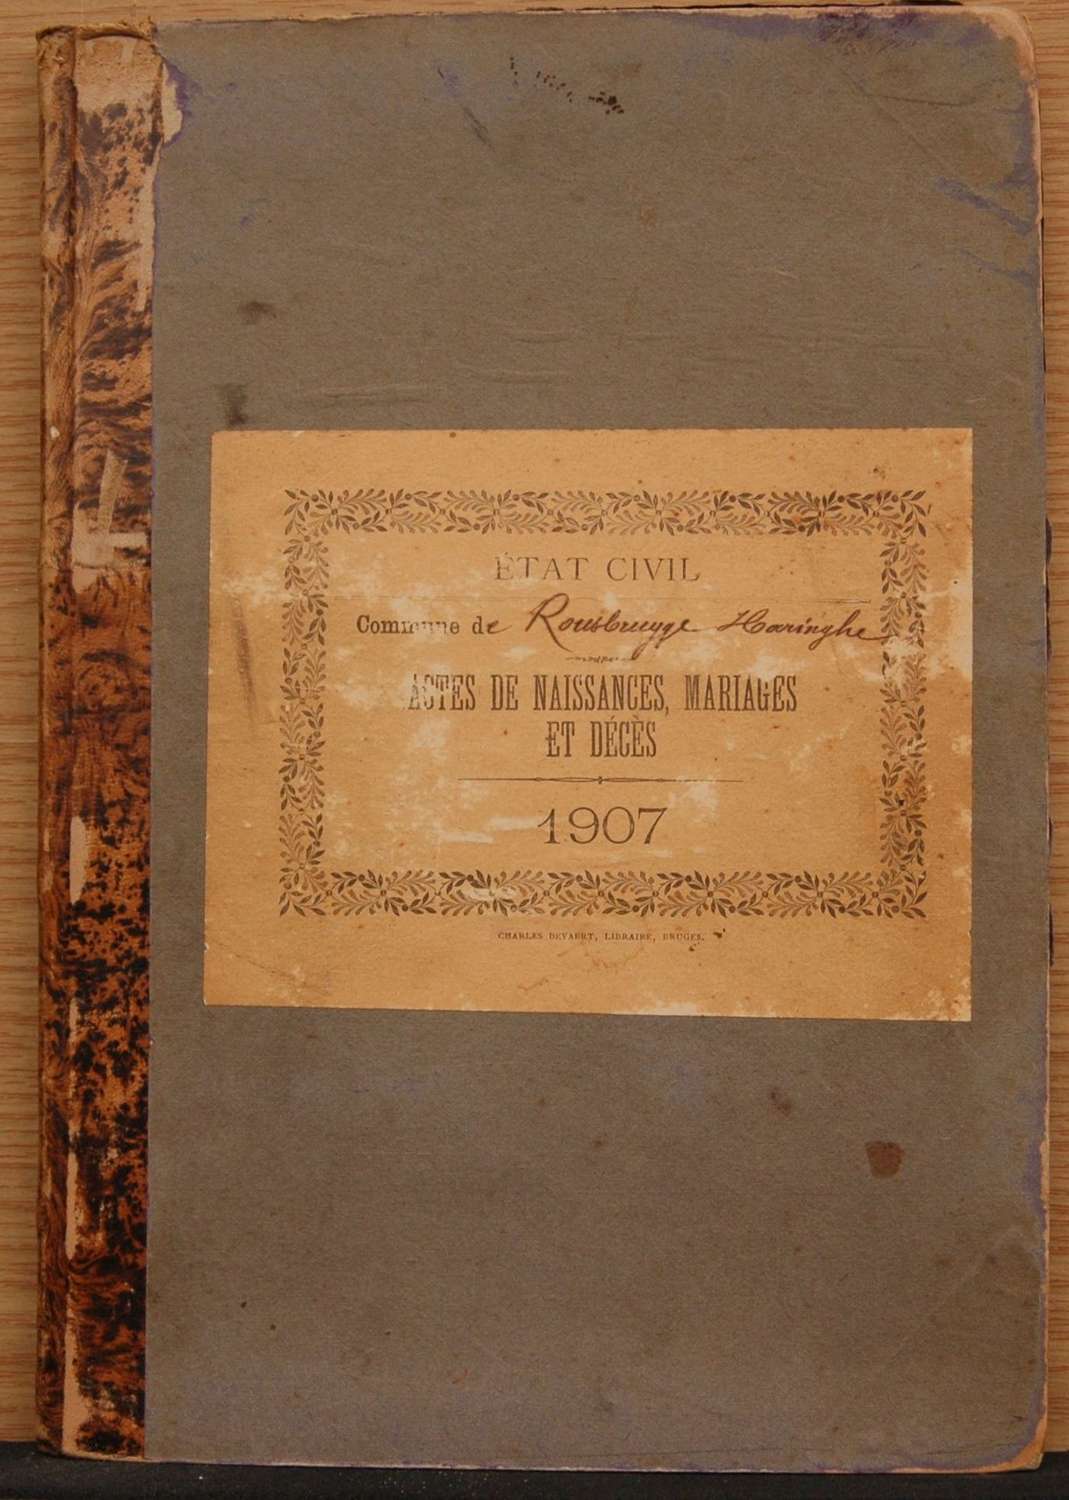 ÉTAT CIVIL
Commune de Rousbrugge Haringhe
ACTES DE NAISSANCES, MARIAGES
ET DÉCÈS
1907
CHARLES DEVAERT, LIBRAIRE, BRUGES.